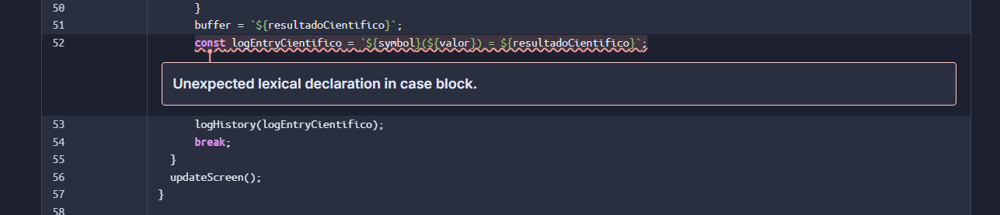 50 }
51 buffer = `${resultadoCientifico}`;
52 const logEntryCientifico = `${symbol}(${valor}) = ${resultadoCientifico}`;
Unexpected lexical declaration in case block.
53 logHistory(logEntryCientifico);
54 break;
55 }
56 updateScreen();
57 }
58